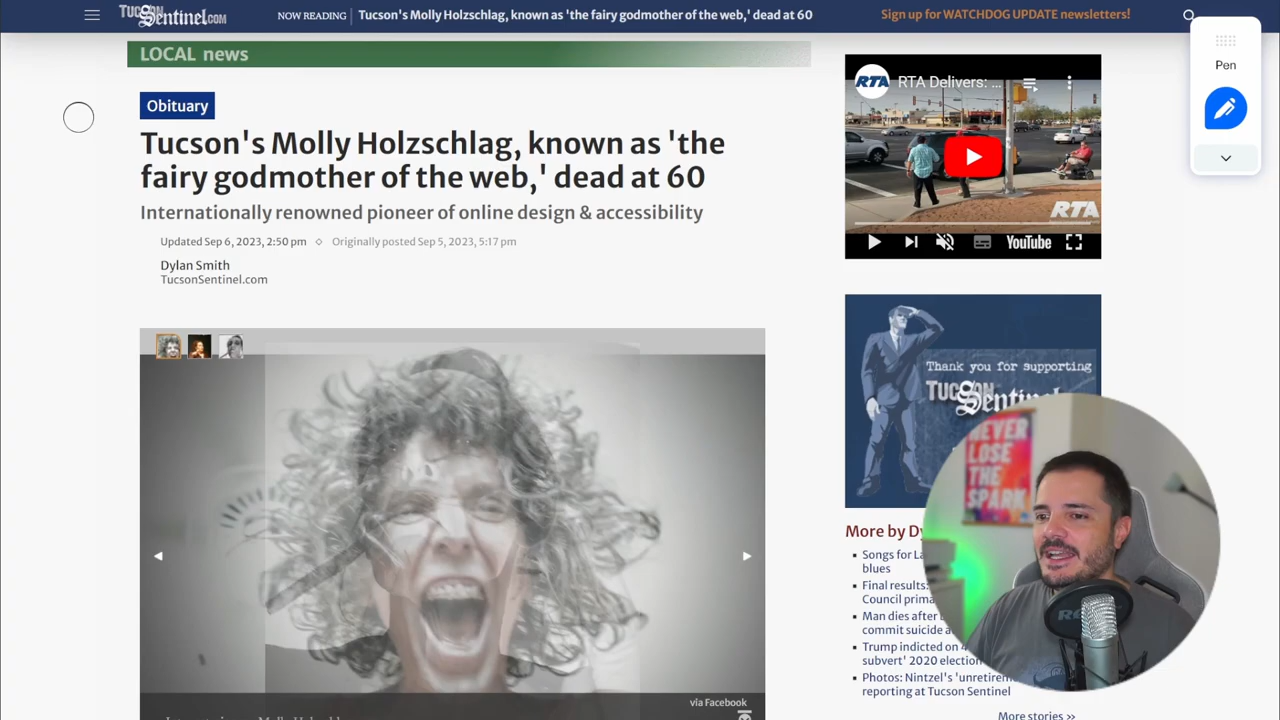 TUCSON
Sentinel.COM
NOW READING
Tucson's Molly Holzschlag, known as 'the fairy godmother of the web,' dead at 60
Sign up for WATCHDOG UPDATE newsletters!
Pen
LOCAL news
Obituary
Tucson's Molly Holzschlag, known as 'the
fairy godmother of the web,' dead at 60
Internationally renowned pioneer of online design & accessibility
Updated Sep 6, 2023, 2:50 pm ◇ Originally posted Sep 5, 2023, 5:17 pm
Dylan Smith
TucsonSentinel.com
via Facebook
RTA
RTA Delivers: ...
RTA
YouTube
Thank you for supporting
TUCSON
Sentinel
NEVER
LOSE
THE
SPARK
More by Dy
Songs for La
blues
Final results:
Council prima
Man dies after
commit suicide a
Trump indicted on 4
subvert' 2020 election
Photos: Nintzel's 'unretirem
reporting at Tucson Sentinel
More stories »